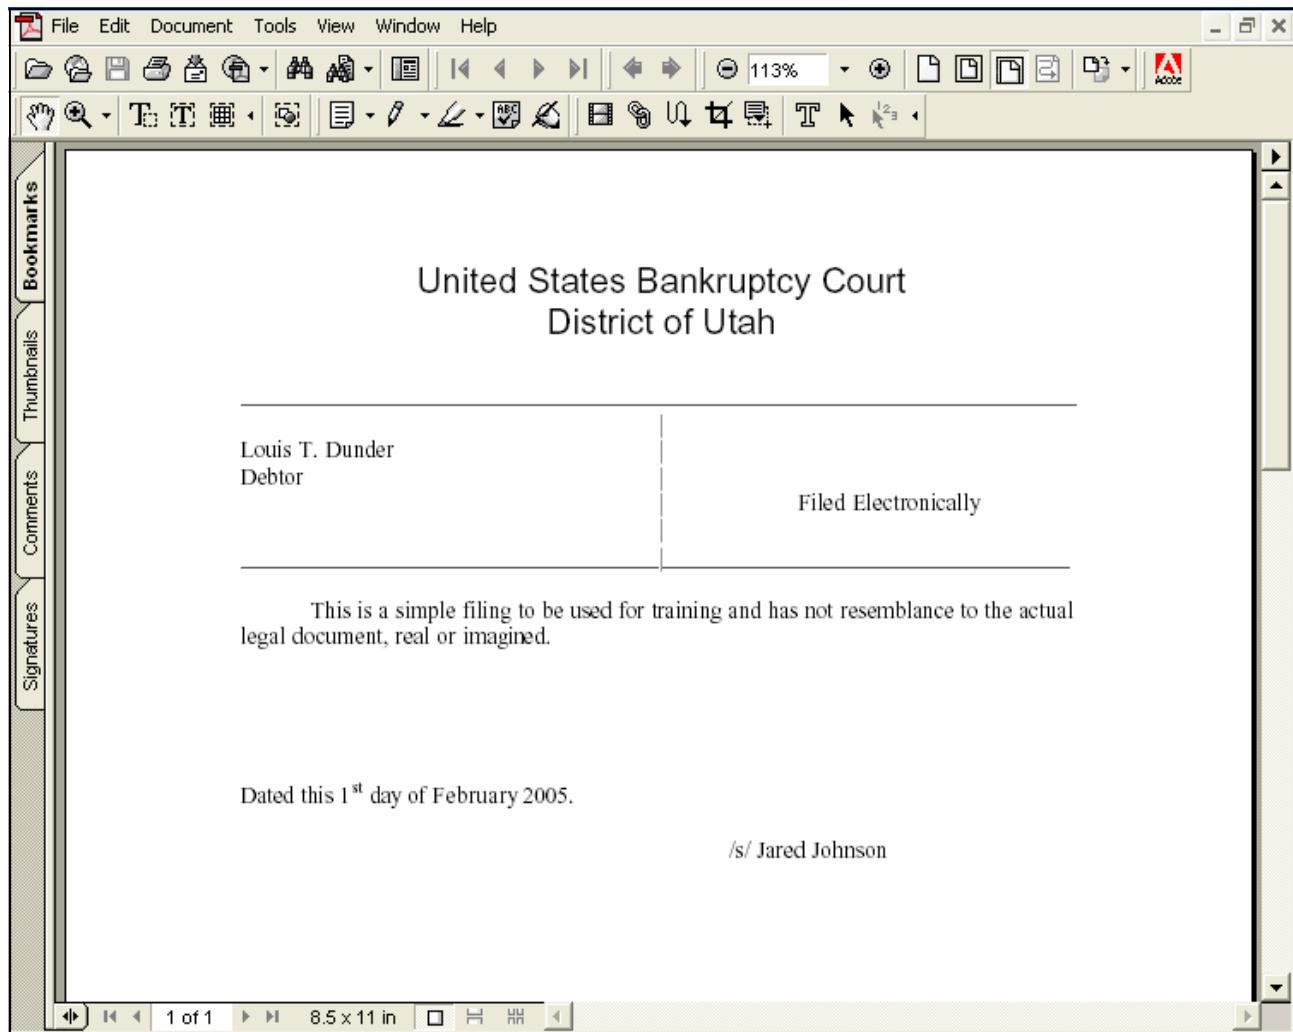 File Edit Document Tools View Window Help
113%
Adobe
Bookmarks
Thumbnails
Comments
Signatures
United States Bankruptcy Court
District of Utah
Louis T. Dunder
Debtor
Filed Electronically
This is a simple filing to be used for training and has not resemblance to the actual
legal document, real or imagined.
Dated this 1st day of February 2005.
/s/ Jared Johnson
1 of 1 8.5 x 11 in